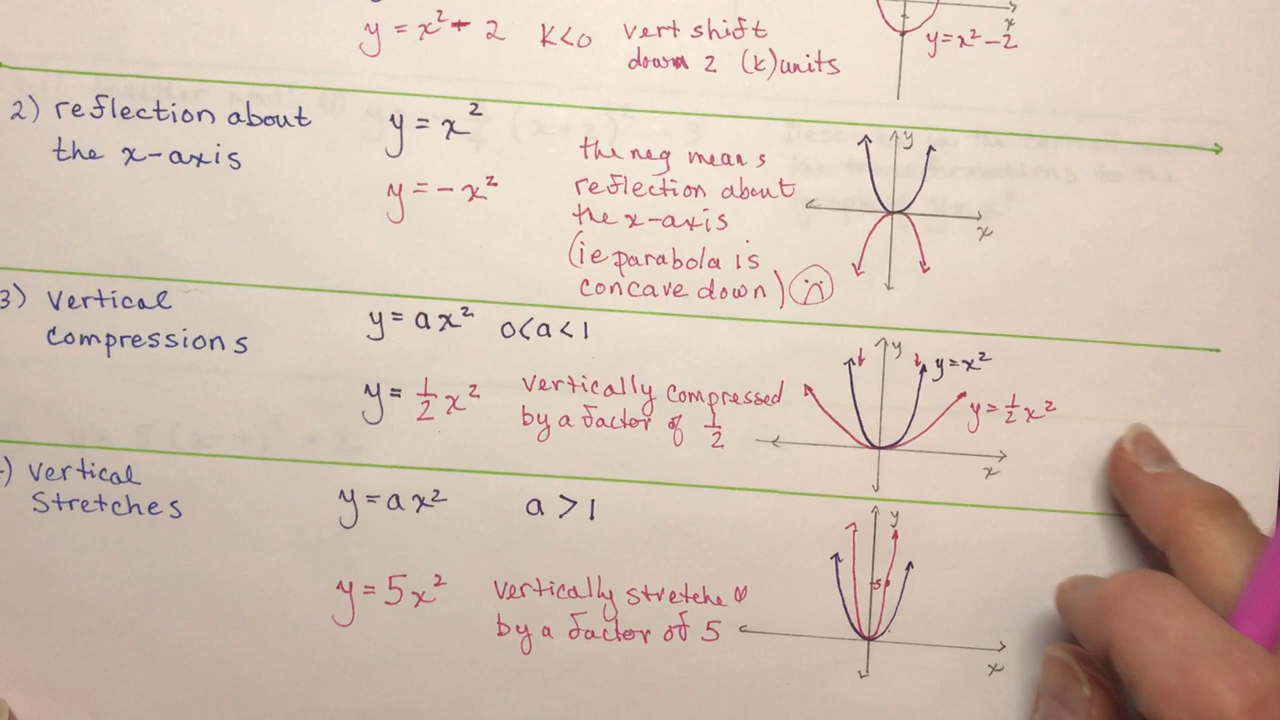 y = x² - 2 k<0 vert shift
down 2 (k) units
x
y=x²-2
2) reflection about
the x-axis
y = x²
y = -x²
the neg means
reflection about
the x-axis
(ie parabola is
concave down)
y
x
3) Vertical
compressions
y = ax² 0<a<1
y = ½x²
vertically compressed
by a factor of ½
y
y=x²
y=½x²
x
) Vertical
Stretches
y = ax² a>1
y = 5x²
vertically stretche
by a factor of 5
y
5
x